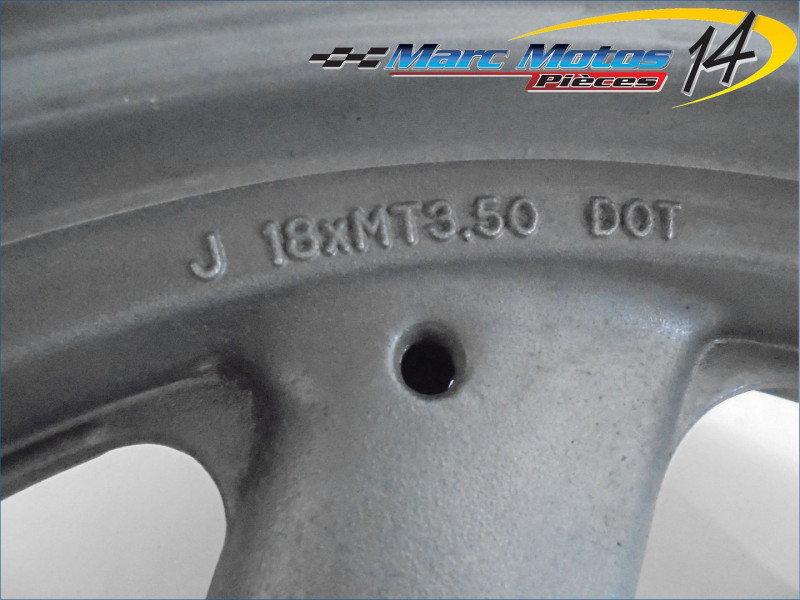 Marc Motos 14
Pièces
J 18xMT3.50 DOT